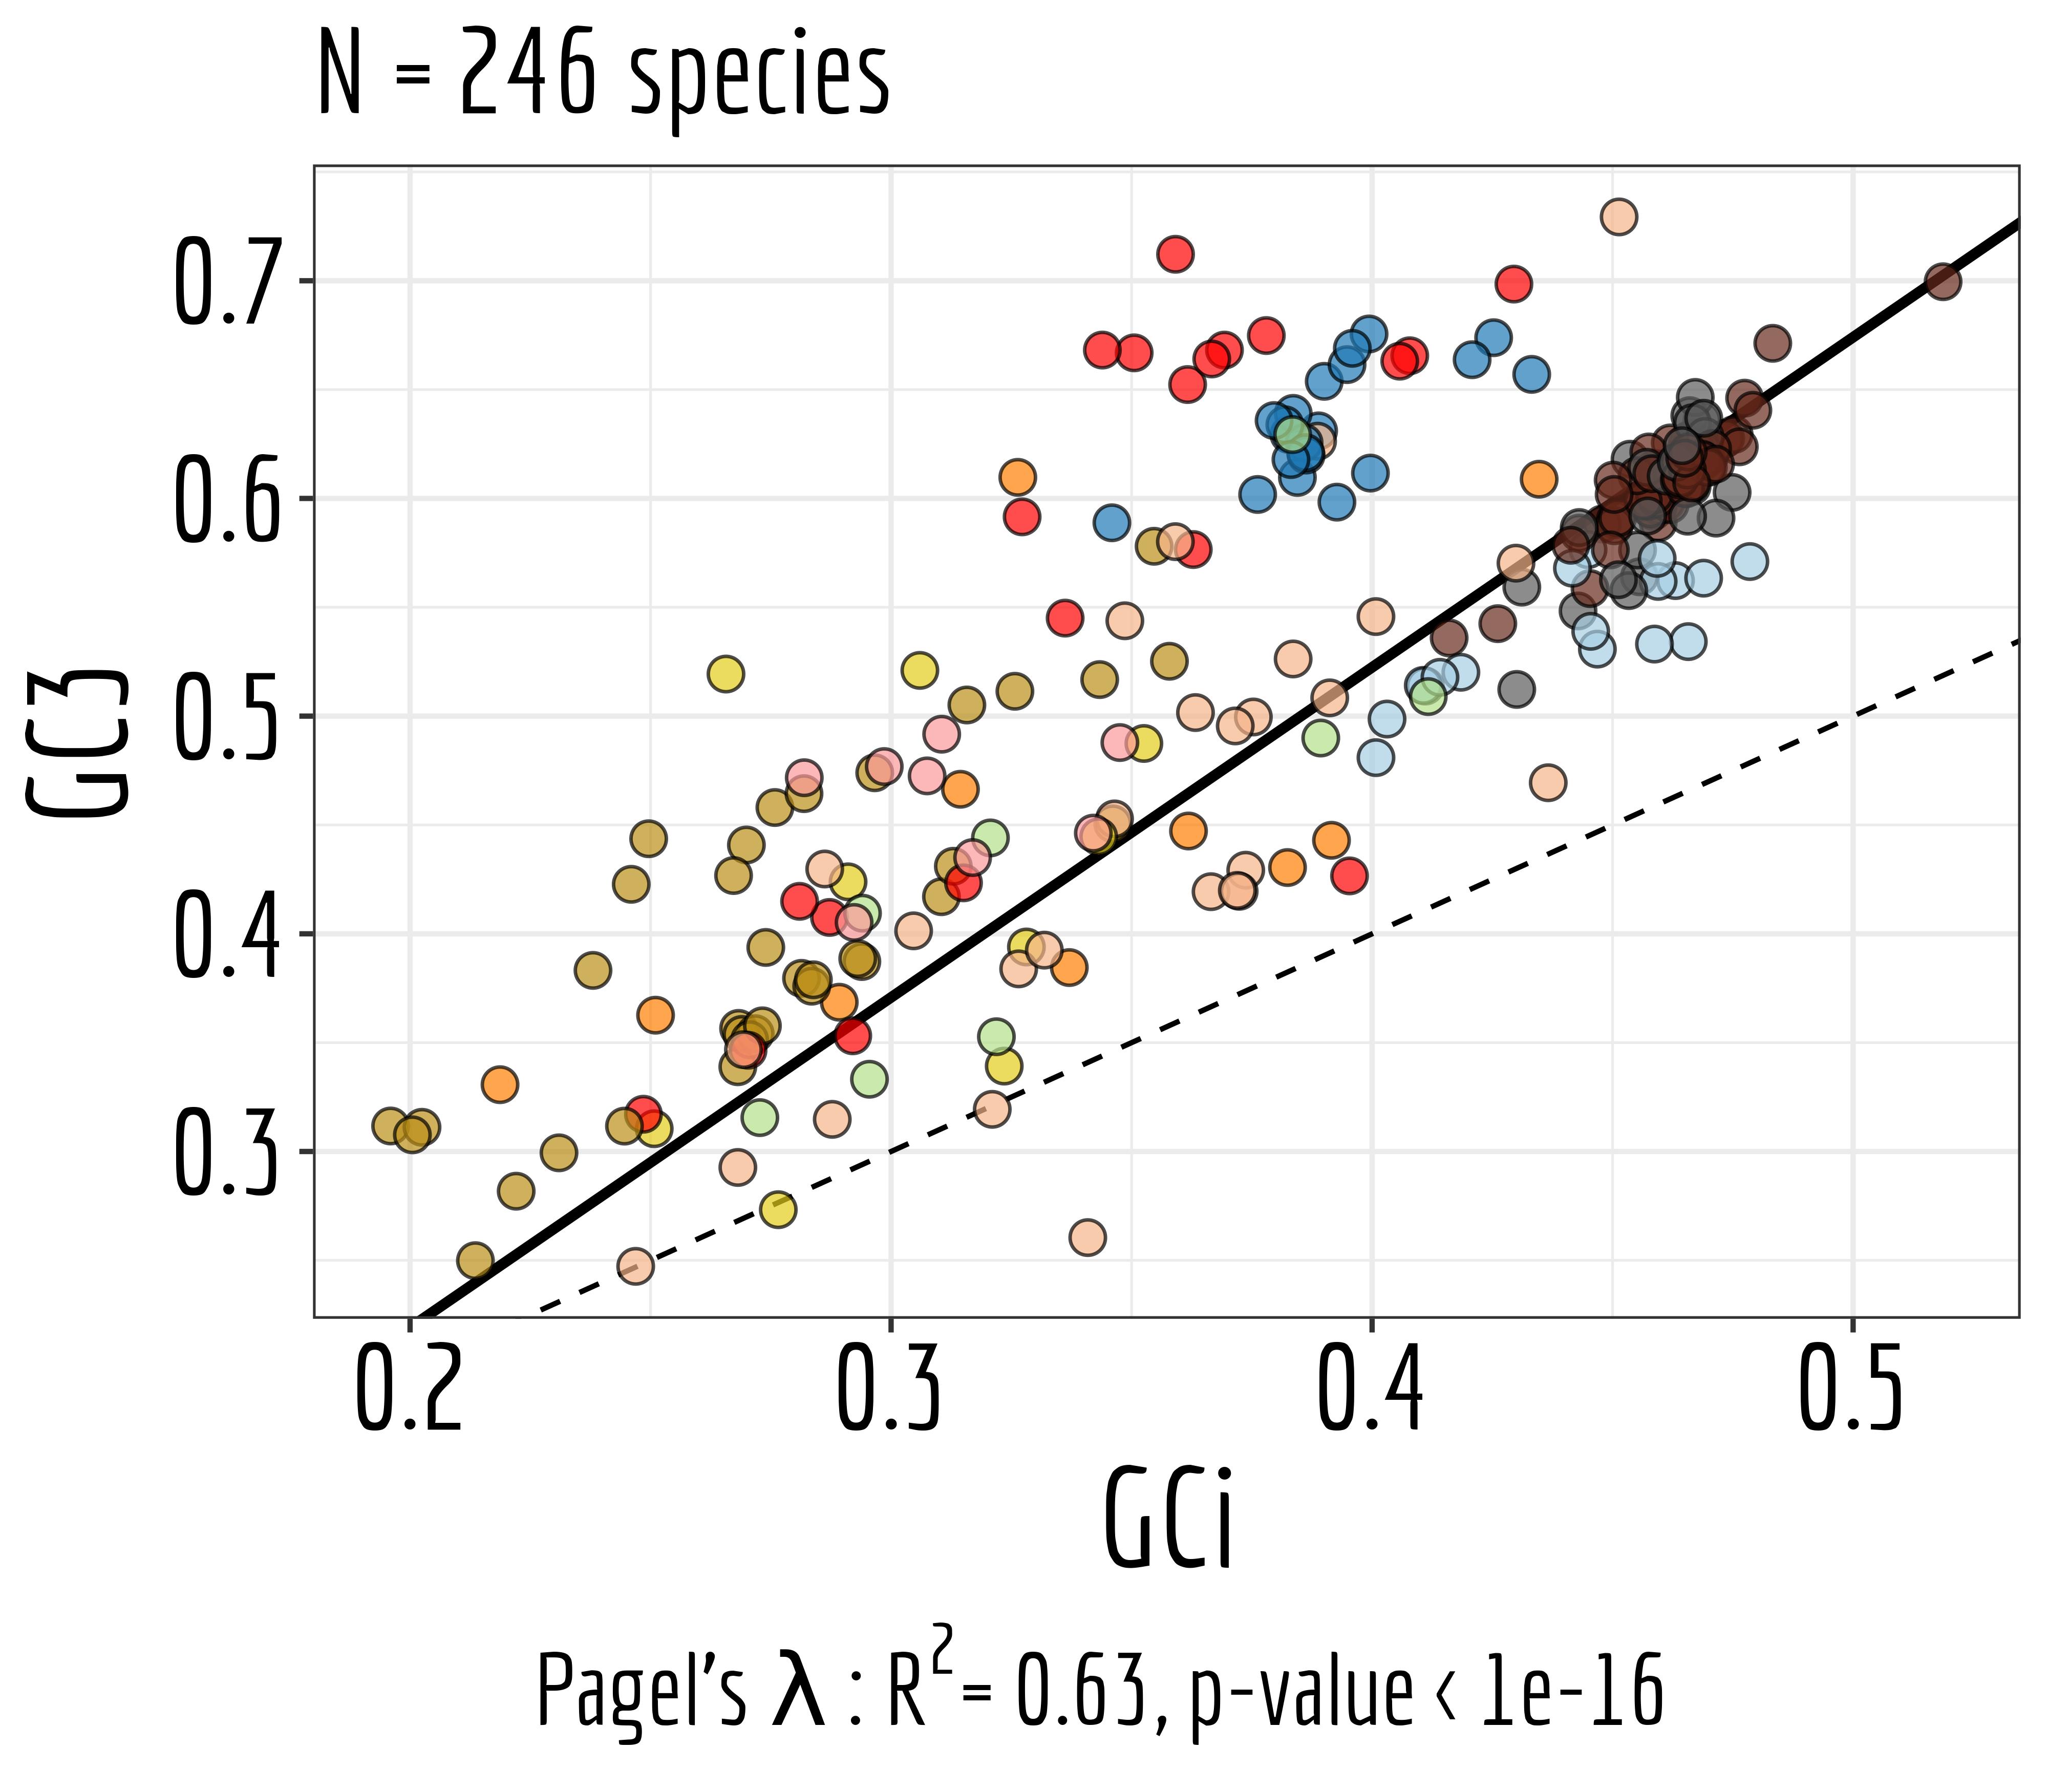 N = 246 species
0.7
0.6
0.5
0.4
0.3
GC3
0.2 0.3 0.4 0.5
GCi
Pagel's λ : R²= 0.63, p-value < 1e-16